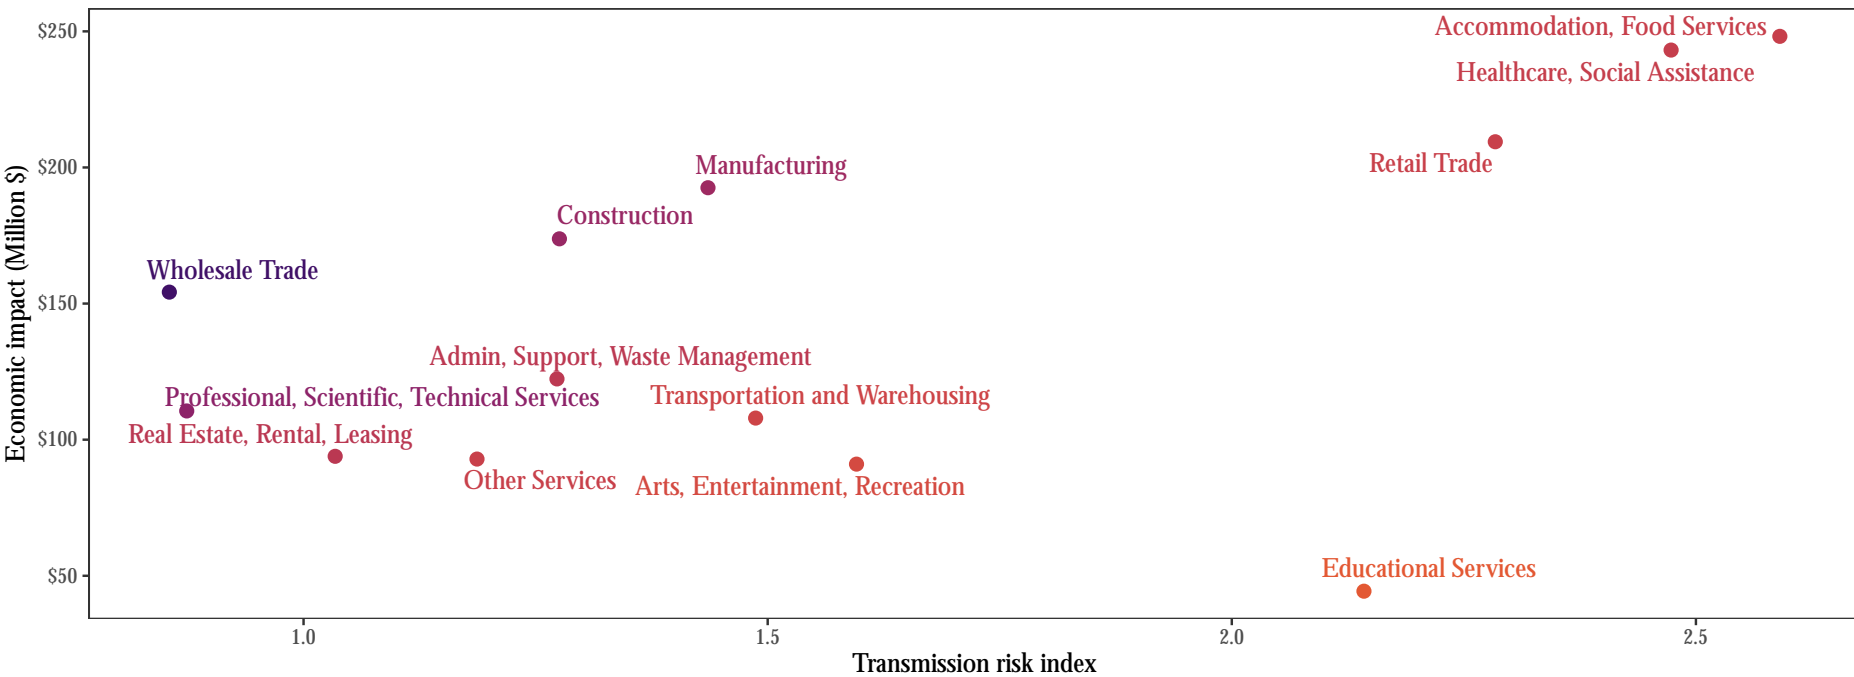 $250
Accommodation, Food Services
Healthcare, Social Assistance
Retail Trade
$200
Manufacturing
Construction
Wholesale Trade
$150
Admin, Support, Waste Management
Professional, Scientific, Technical Services
Transportation and Warehousing
Real Estate, Rental, Leasing
$100
Other Services
Arts, Entertainment, Recreation
Educational Services
$50
Economic impact (Million $)
1.0
1.5
2.0
2.5
Transmission risk index